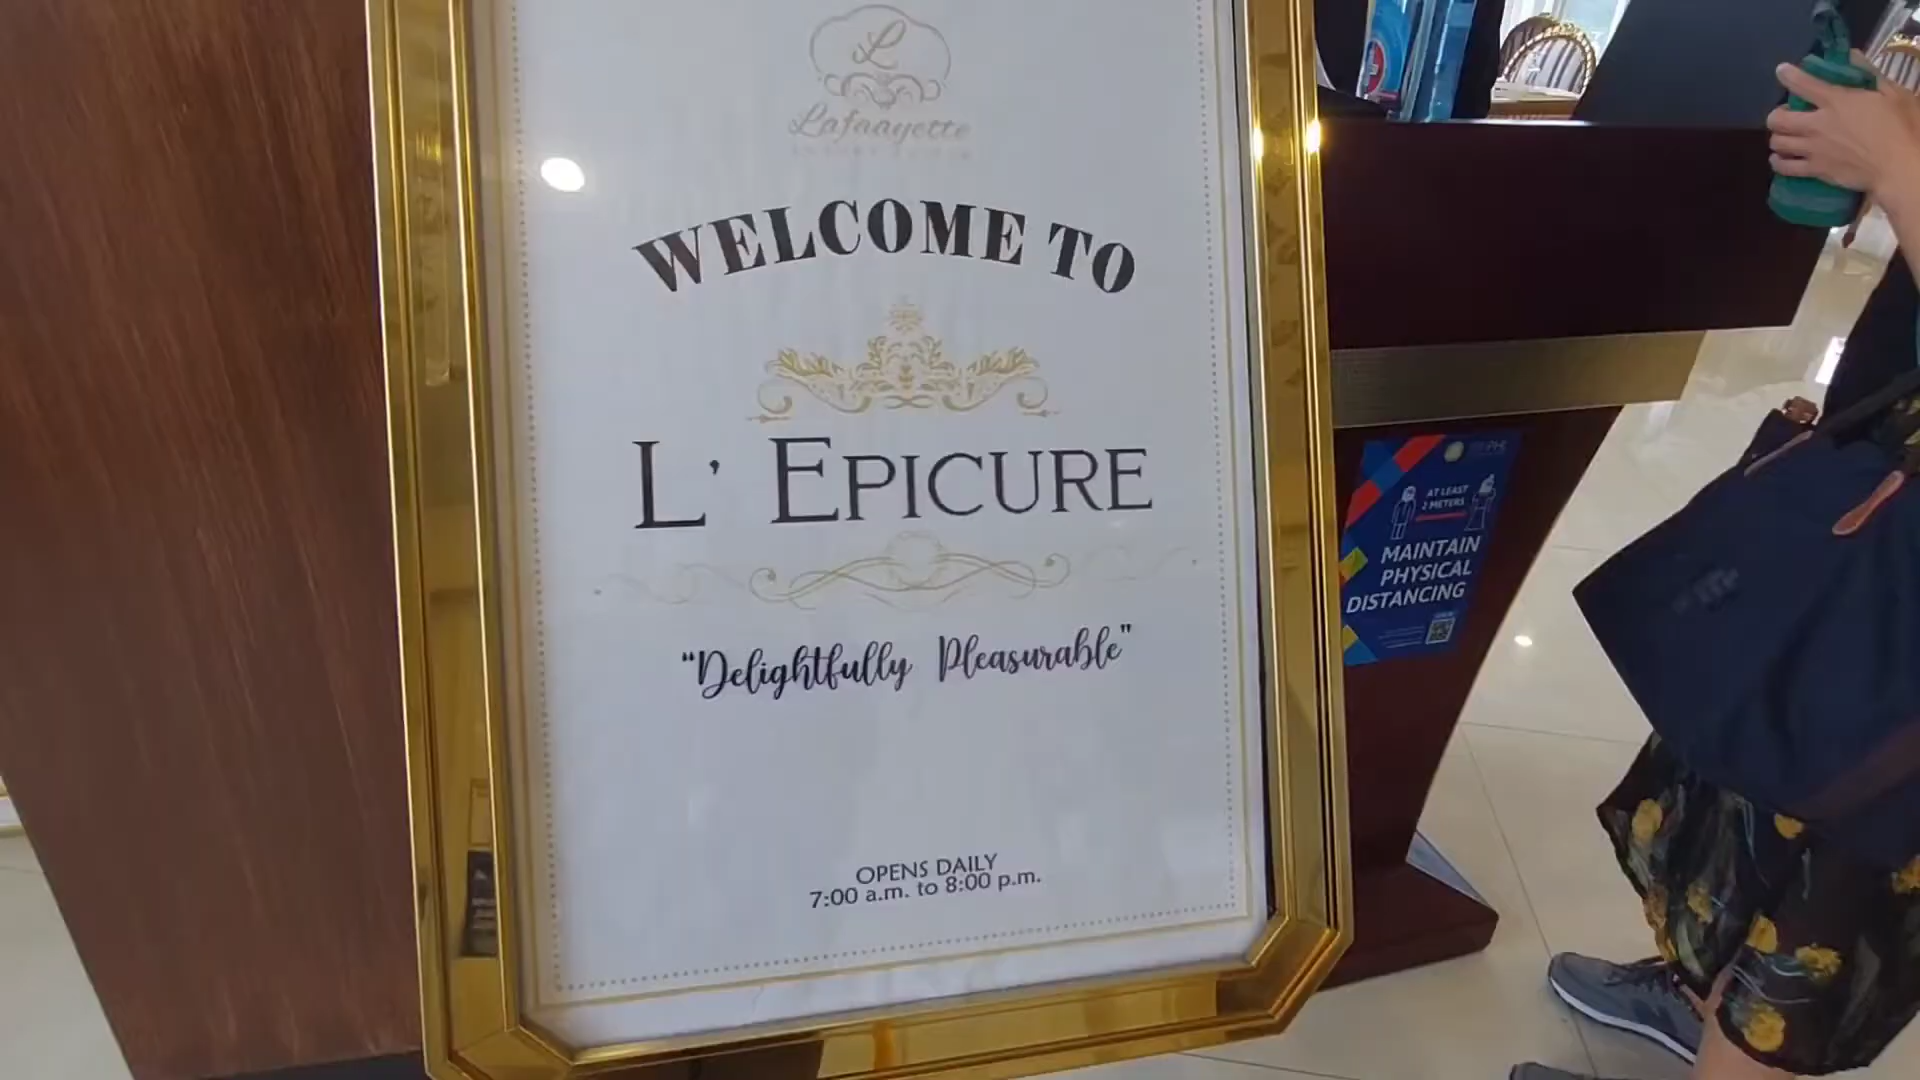 L
Lafaayette
WELCOME TO
L' EPICURE
"Delightfully Pleasurable"
OPENS DAILY
7:00 a.m. to 8:00 p.m.
AT LEAST
2 METERS
MAINTAIN
PHYSICAL
DISTANCING